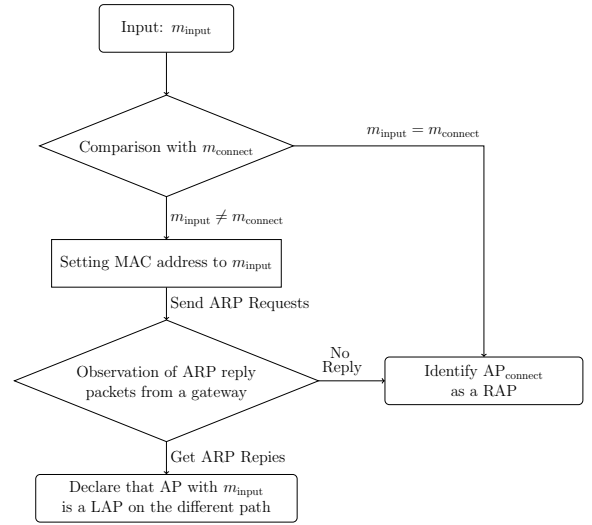 Input: m_input
Comparison with m_connect
m_input = m_connect
m_input ≠ m_connect
Setting MAC address to m_input
Send ARP Requests
Observation of ARP reply
packets from a gateway
No
Reply
Identify AP_connect
as a RAP
Get ARP Repies
Declare that AP with m_input
is a LAP on the different path